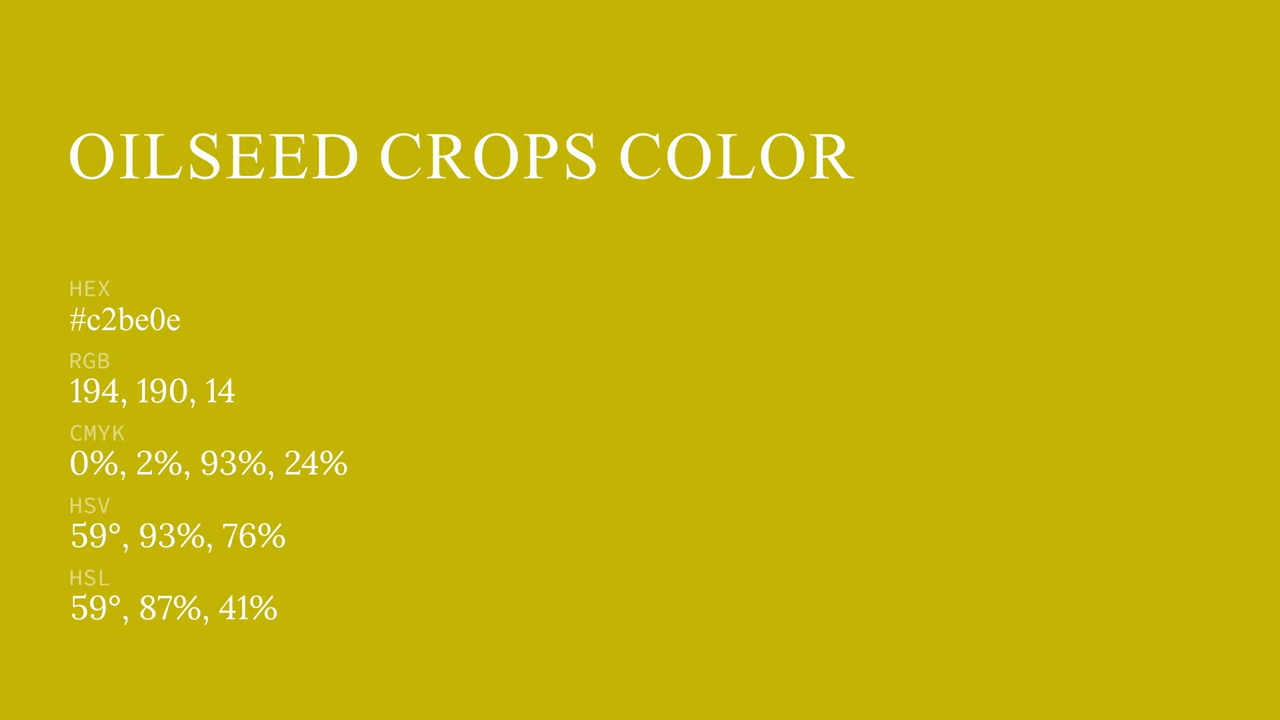 OILSEED CROPS COLOR
HEX
#c2be0e
RGB
194, 190, 14
CMYK
0%, 2%, 93%, 24%
HSV
59°, 93%, 76%
HSL
59°, 87%, 41%